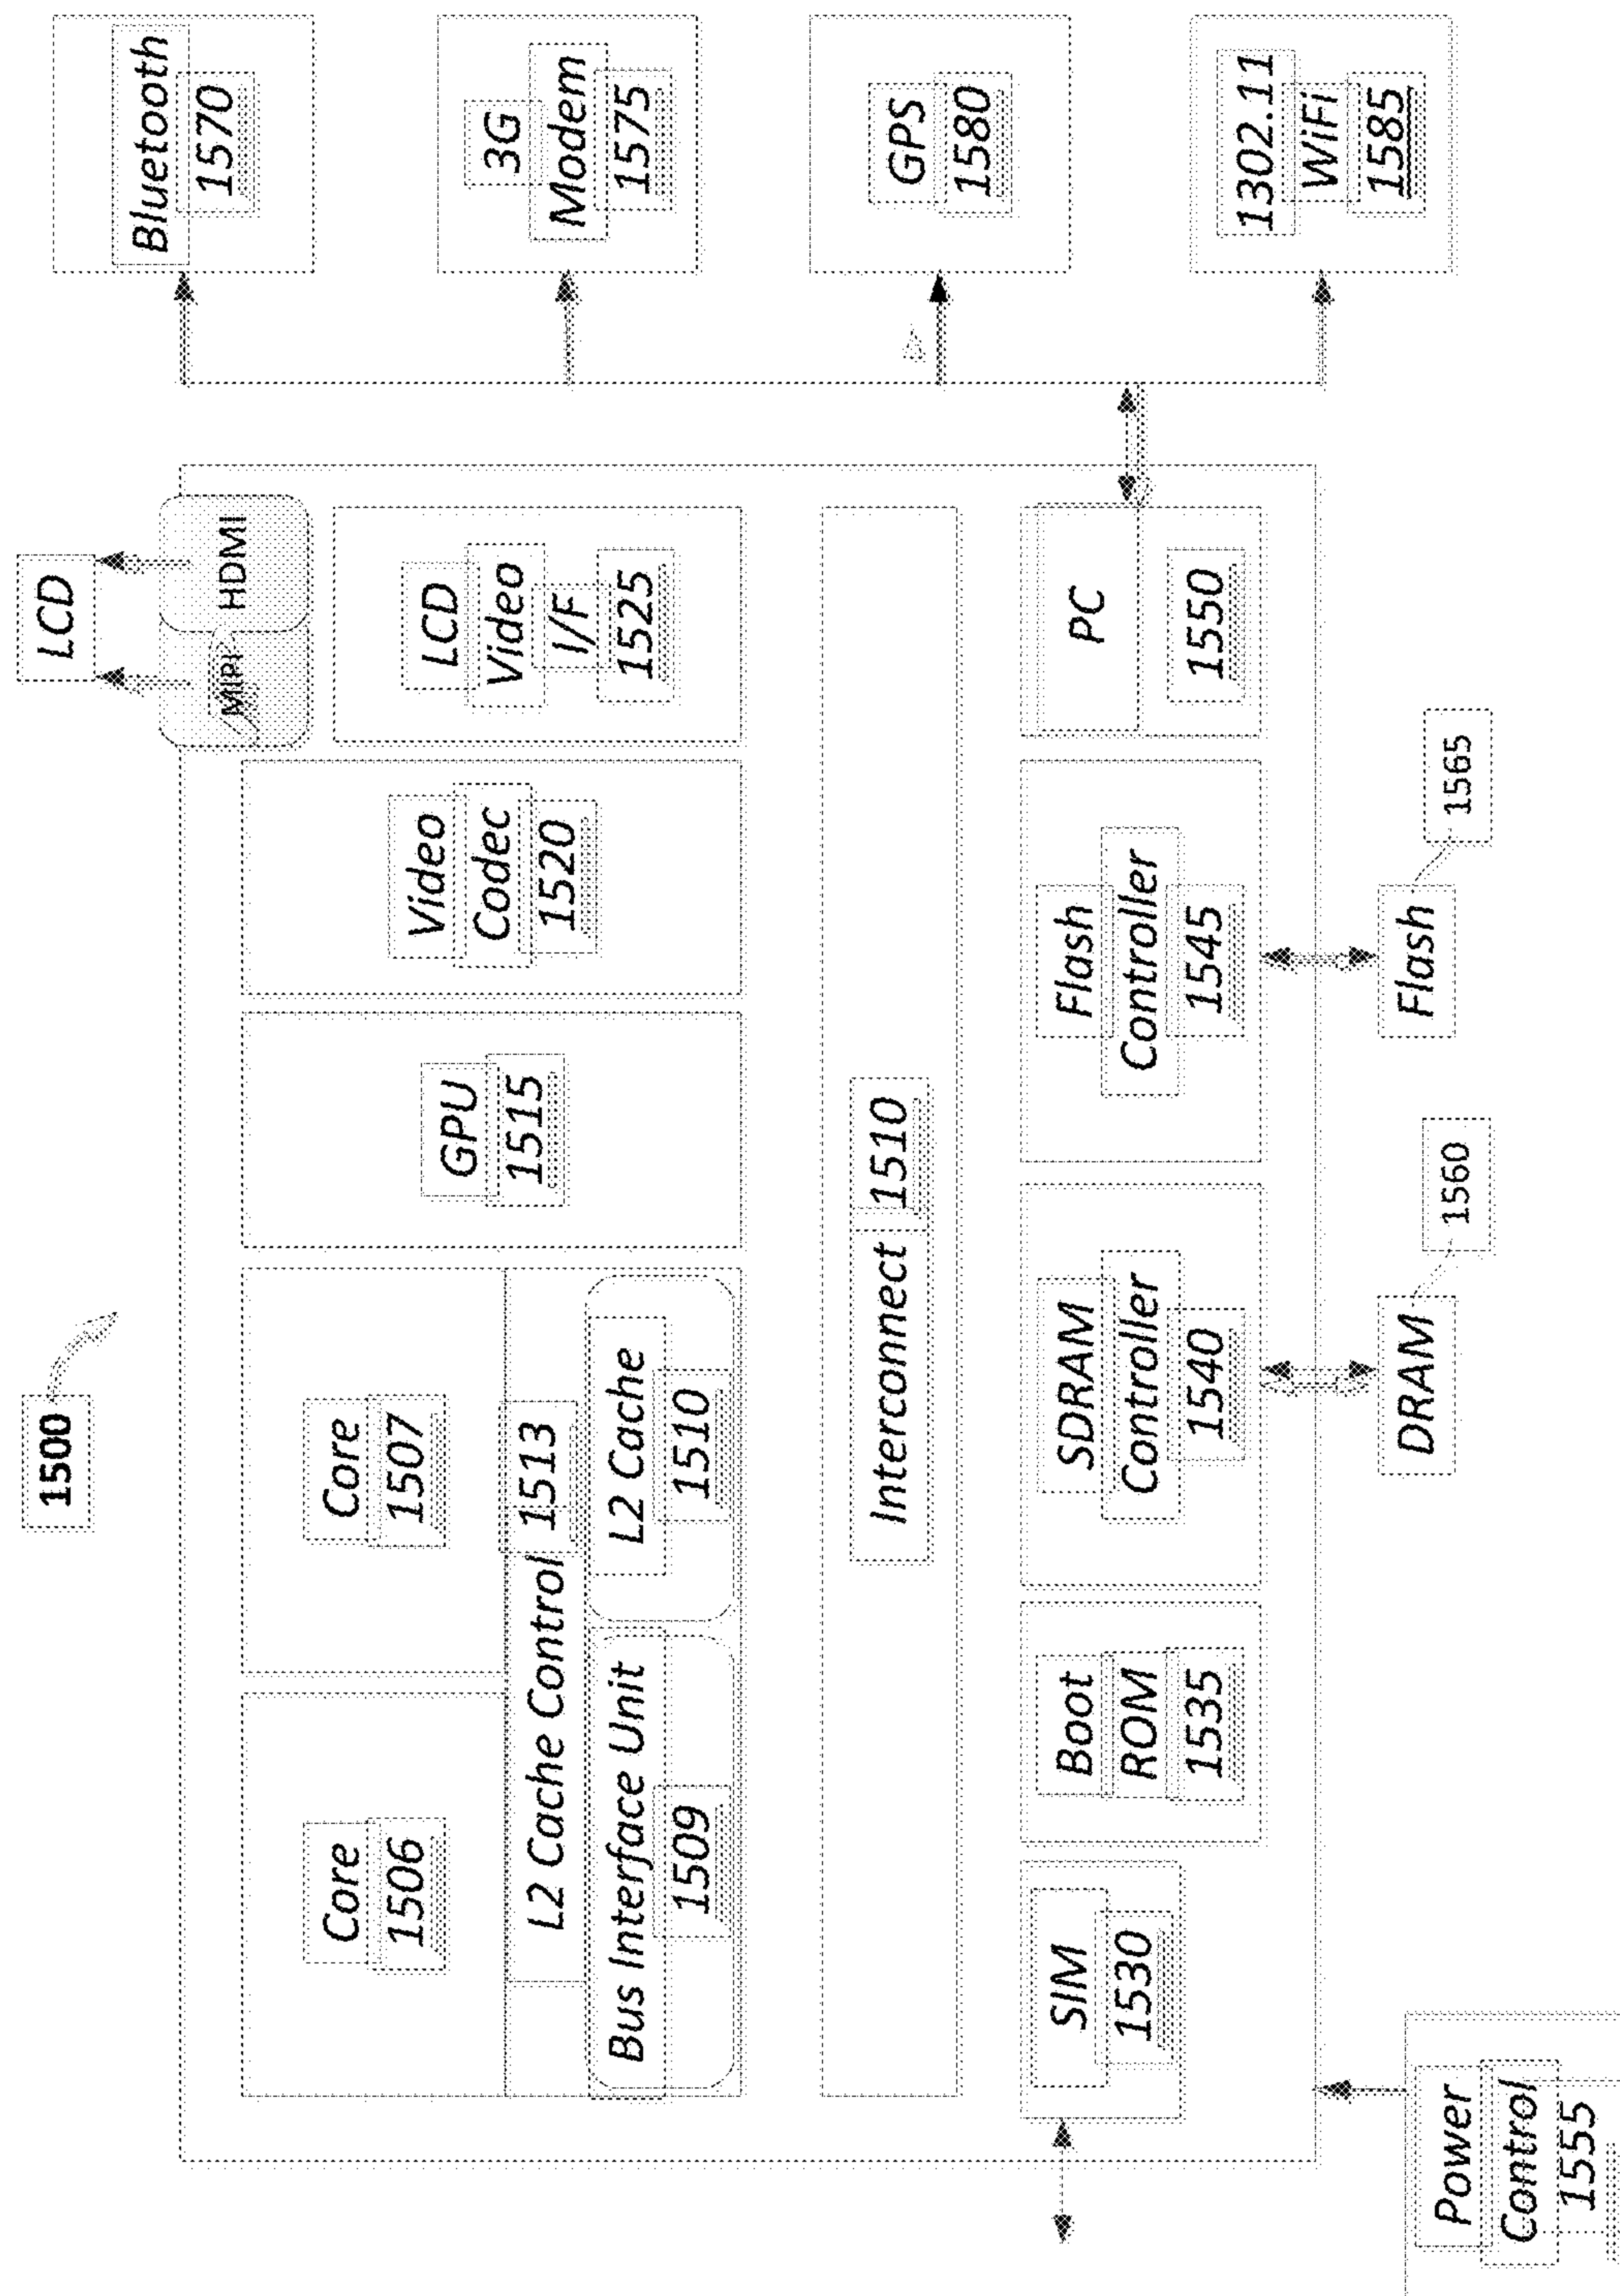 1500
LCD
MIPI
HDMI
Core
1506
Core
1507
L2 Cache Control 1513
Bus Interface Unit
1509
L2 Cache
1510
GPU
1515
Video
Codec
1520
LCD
Video
I/F
1525
Interconnect 1510
SIM
1530
Boot
ROM
1535
SDRAM
Controller
1540
Flash
Controller
1545
PC
1550
Power
Control
1555
DRAM
1560
Flash
1565
Bluetooth
1570
3G
Modem
1575
GPS
1580
1302.11
WiFi
1585